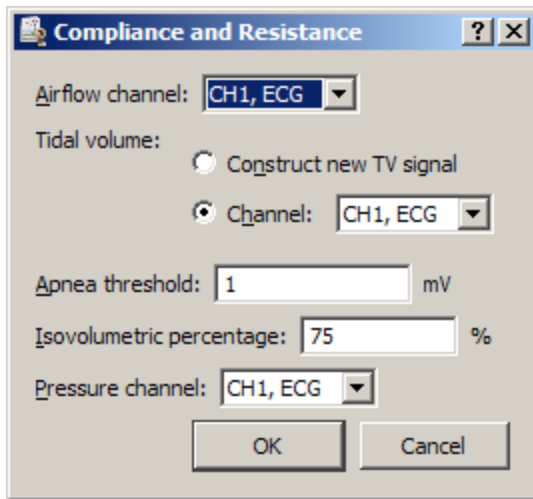 Compliance and Resistance
Airflow channel: CH1, ECG
Tidal volume:
Construct new TV signal
Channel: CH1, ECG
Apnea threshold: 1 mV
Isovolumetric percentage: 75 %
Pressure channel: CH1, ECG
OK Cancel